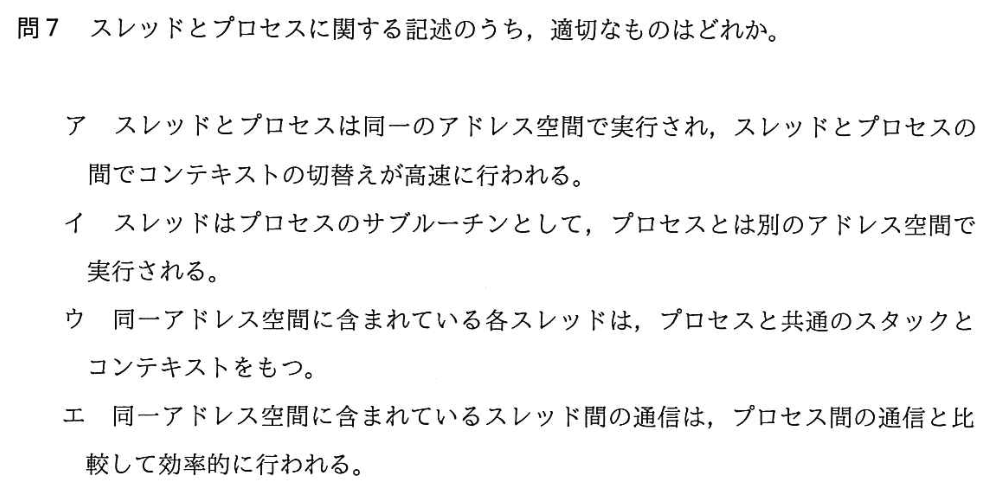 問7　スレッドとプロセスに関する記述のうち，適切なものはどれか。
ア　スレッドとプロセスは同一のアドレス空間で実行され，スレッドとプロセスの
間でコンテキストの切替えが高速に行われる。
イ　スレッドはプロセスのサブルーチンとして，プロセスとは別のアドレス空間で
実行される。
ウ　同一アドレス空間に含まれている各スレッドは，プロセスと共通のスタックと
コンテキストをもつ。
エ　同一アドレス空間に含まれているスレッド間の通信は，プロセス間の通信と比
較して効率的に行われる。